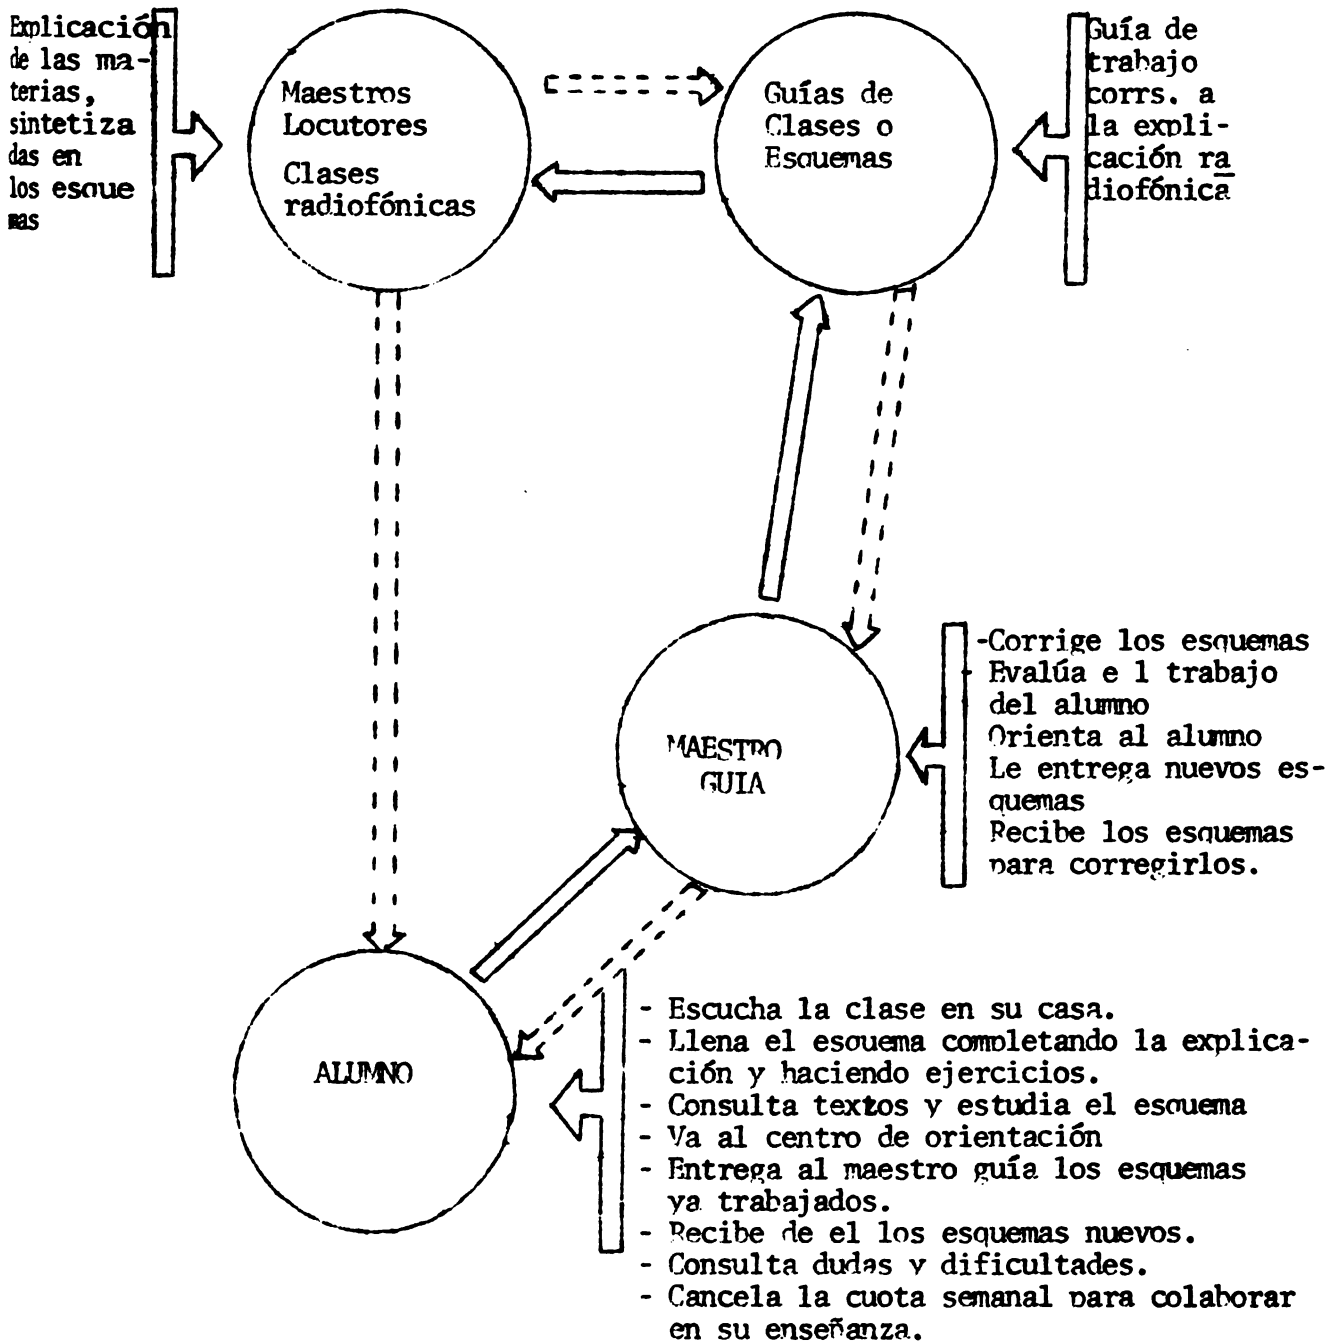 Explicación
de las ma-
terias,
sintetiza
das en
los esque
mas
Maestros
Locutores
Clases
radiofónicas
Guías de
Clases o
Esquemas
Guía de
trabajo
corrs. a
la expli-
cación ra
diofónica
MAESTRO
GUIA
-Corrige los esquemas
- Evalúa e l trabajo
del alumno
Orienta al alumno
Le entrega nuevos es-
quemas
Recibe los esquemas
para corregirlos.
ALUMNO
- Escucha la clase en su casa.
- Llena el esquema completando la explica-
ción y haciendo ejercicios.
- Consulta textos y estudia el esquema
- Va al centro de orientación
- Entrega al maestro guía los esquemas
ya trabajados.
- Recibe de el los esquemas nuevos.
- Consulta dudas y dificultades.
- Cancela la cuota semanal para colaborar
en su enseñanza.